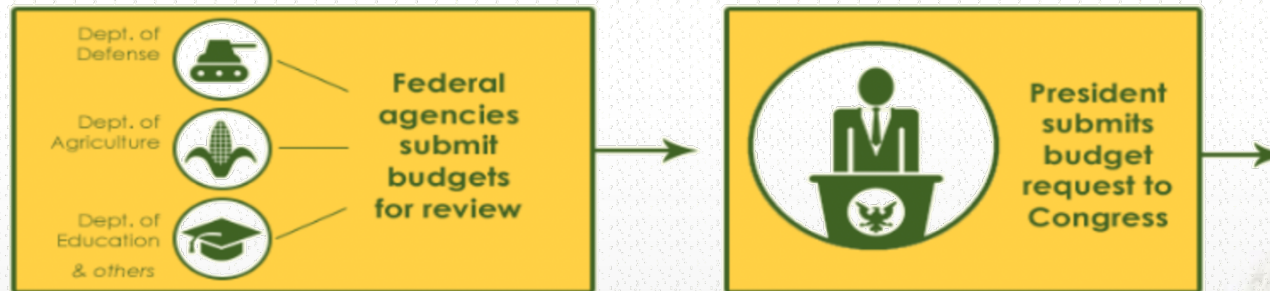 Dept. of
Defense
Dept. of
Agriculture
Dept. of
Education
& others
Federal
agencies
submit
budgets
for review
President
submits
budget
request to
Congress